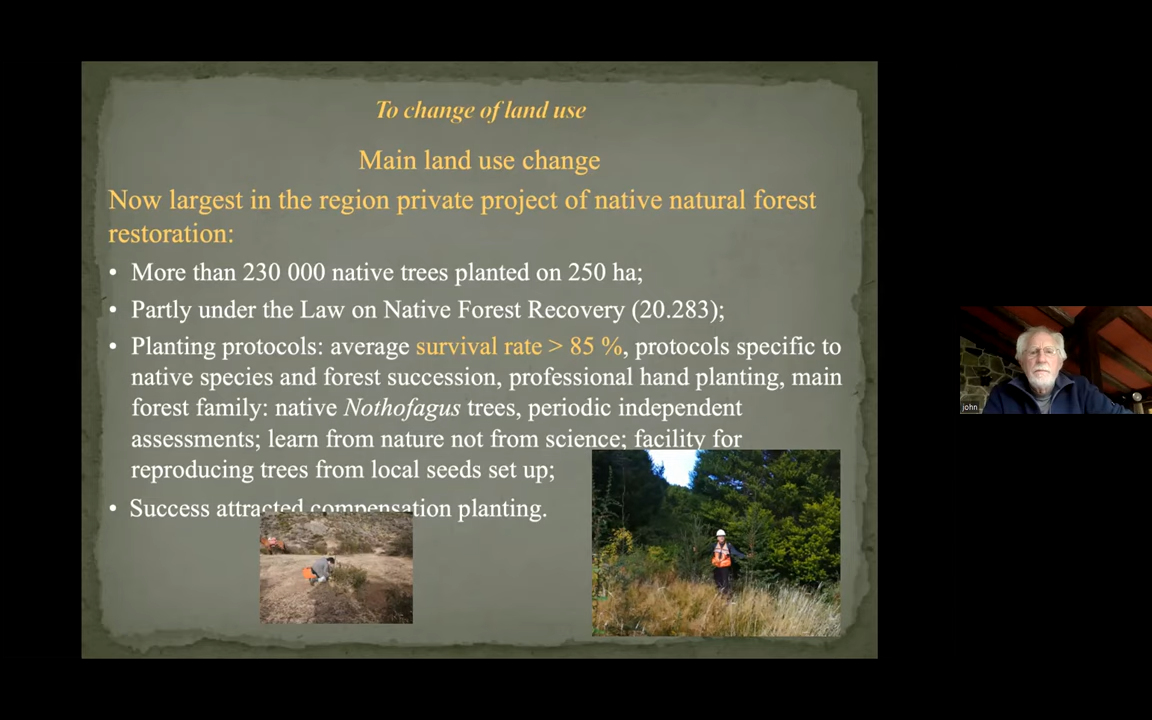 To change of land use
Main land use change
Now largest in the region private project of native natural forest
restoration:
• More than 230 000 native trees planted on 250 ha;
• Partly under the Law on Native Forest Recovery (20.283);
• Planting protocols: average survival rate > 85 %, protocols specific to
native species and forest succession, professional hand planting, main
forest family: native Nothofagus trees, periodic independent
assessments; learn from nature not from science; facility for
reproducing trees from local seeds set up;
• Success attracted compensation planting.
john